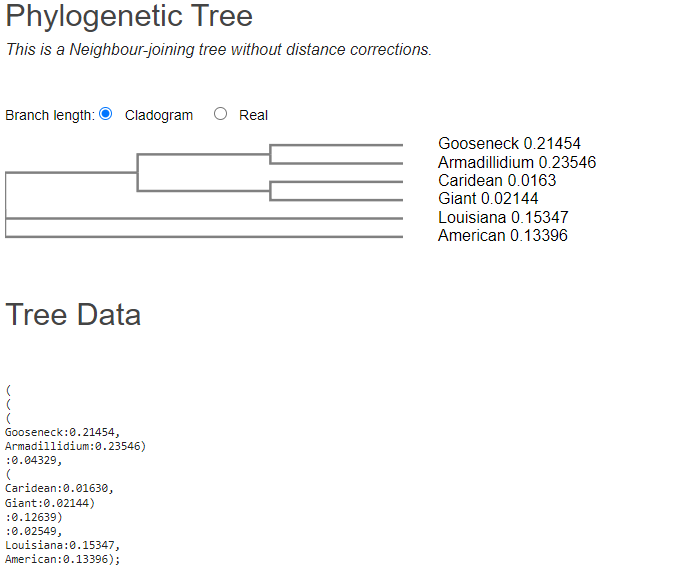 Phylogenetic Tree
This is a Neighbour-joining tree without distance corrections.
Branch length: Cladogram Real
Gooseneck 0.21454
Armadillidium 0.23546
Caridean 0.0163
Giant 0.02144
Louisiana 0.15347
American 0.13396
Tree Data
(
(
(
Gooseneck:0.21454,
Armadillidium:0.23546)
:0.04329,
(
Caridean:0.01630,
Giant:0.02144)
:0.12639)
:0.02549,
Louisiana:0.15347,
American:0.13396);